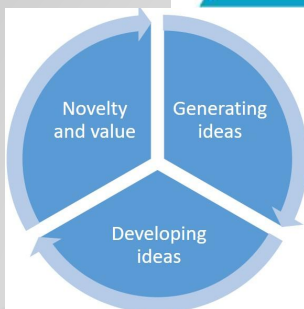 Novelty
and value
Generating
ideas
Developing
ideas